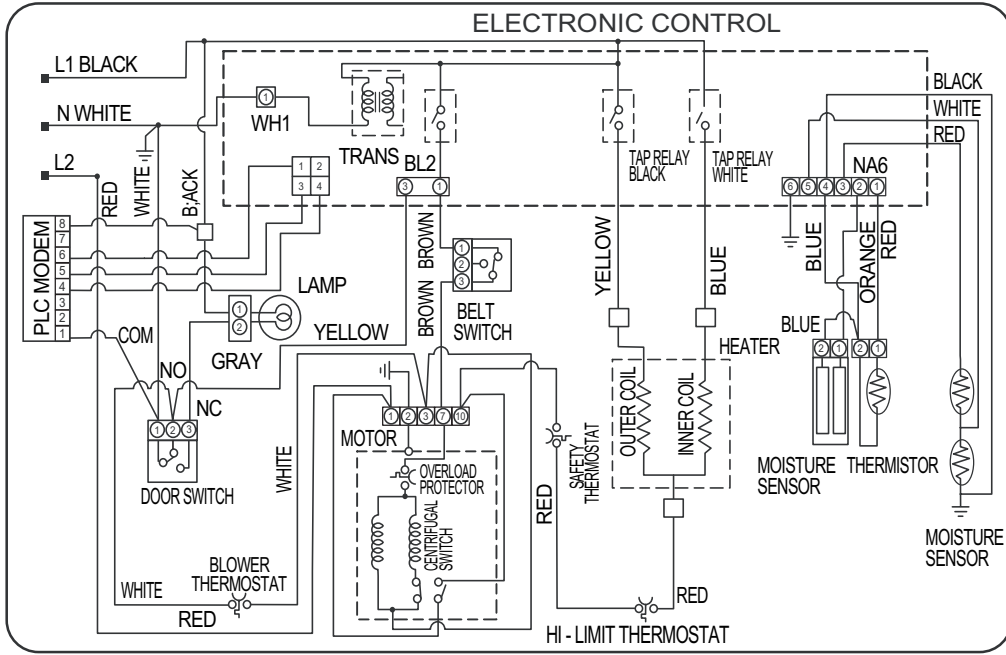 ELECTRONIC CONTROL
L1 BLACK
N WHITE
L2
WH1
1
TRANS
BL2
3 1
TAP RELAY
BLACK
TAP RELAY
WHITE
NA6
6 5 4 3 2 1
BLACK
WHITE
RED
1 2
3 4
RED
WHITE
B;ACK
PLC MODEM
8
7
6
5
4
3
2
1
COM
NO
NC
1 2 3
DOOR SWITCH
1
2
GRAY
LAMP
YELLOW
BROWN
BROWN
1
2
3
BELT
SWITCH
YELLOW
BLUE
HEATER
OUTER COIL
INNER COIL
BLUE
ORANGE
RED
BLUE
2 1
2 1
MOISTURE
SENSOR
THERMISTOR
MOISTURE
SENSOR
MOTOR
1 2 3 7 10
OVERLOAD
PROTECTOR
CENTRIFUGAL
SWITCH
WHITE
RED
SAFETY
THERMOSTAT
BLOWER
THERMOSTAT
WHITE
RED
RED
HI - LIMIT THERMOSTAT